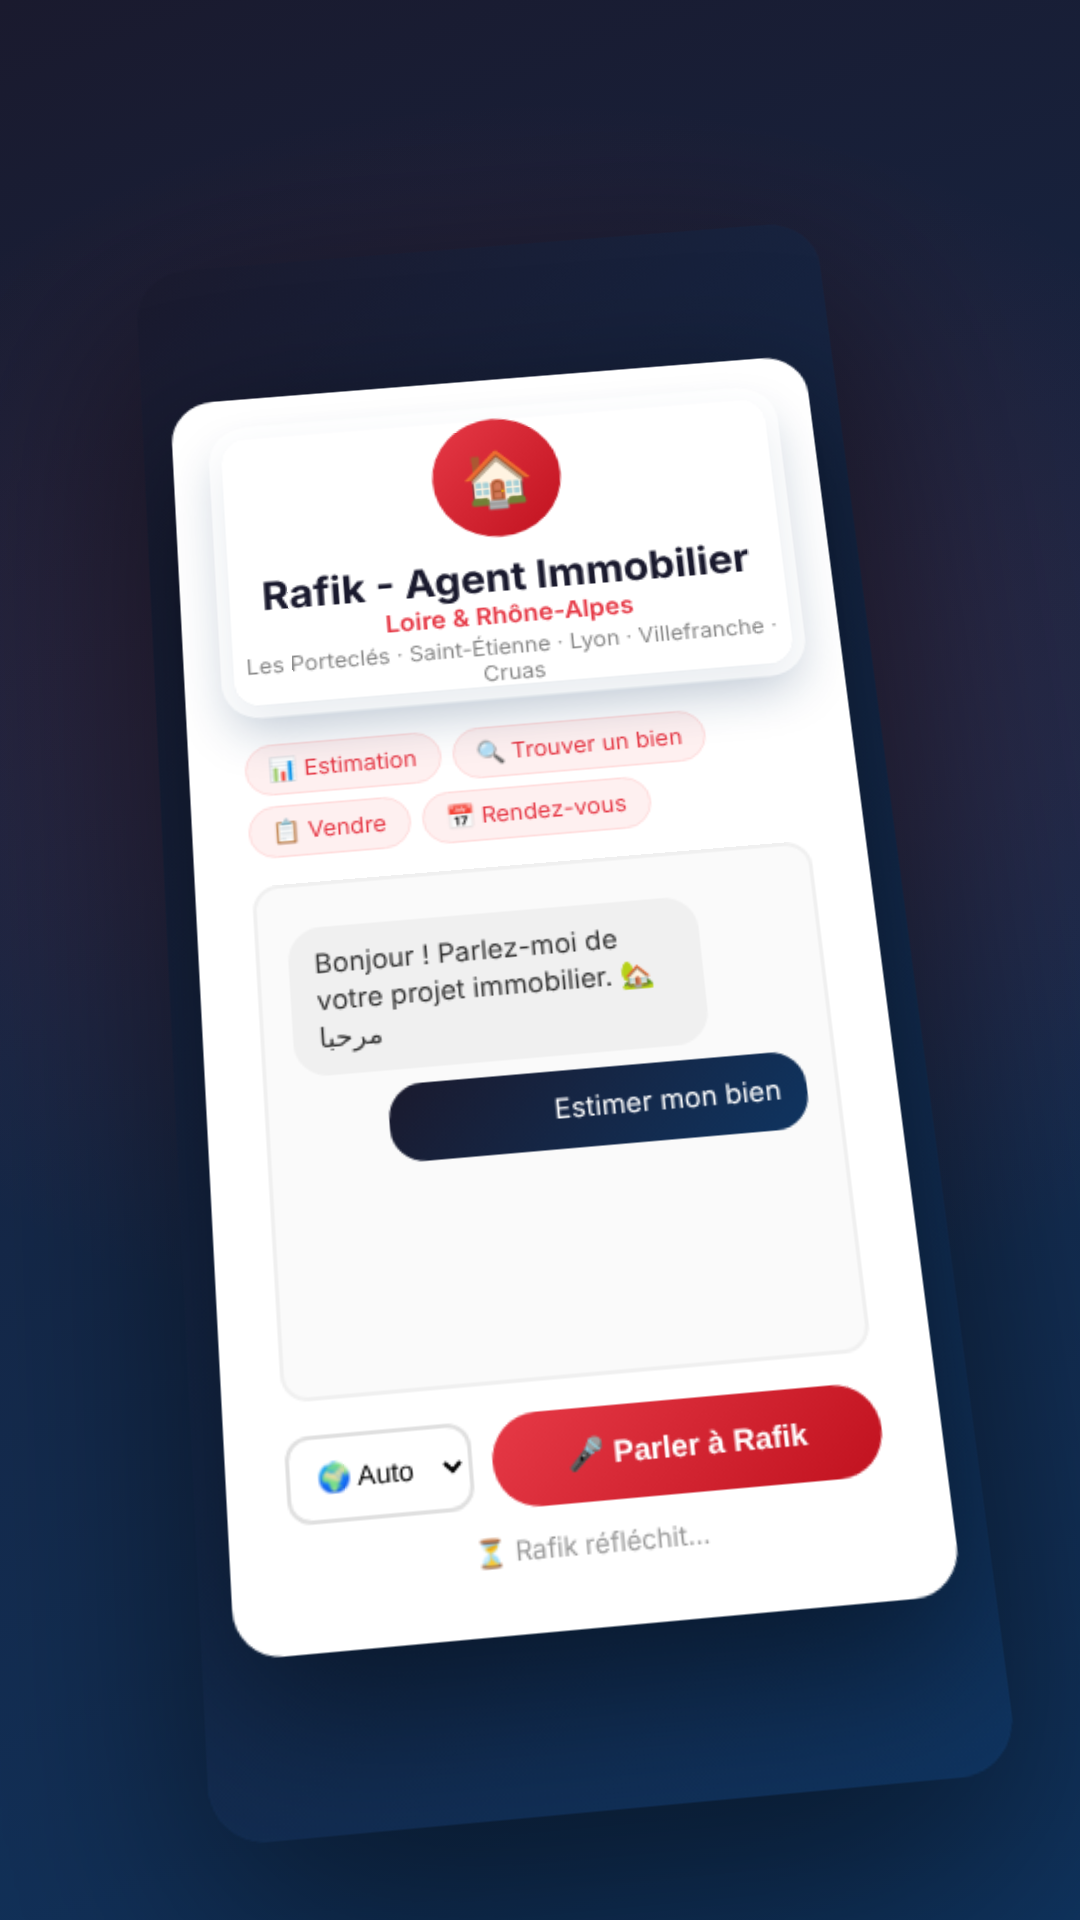 Rafik - Agent Immobilier
Loire & Rhône-Alpes
Les Porteclés · Saint-Étienne · Lyon · Villefranche ·
Cruas
📊 Estimation
🔍 Trouver un bien
📋 Vendre
📅 Rendez-vous
Bonjour ! Parlez-moi de
votre projet immobilier. 🏡
مرحبا
Estimer mon bien
🌍 Auto
🎤 Parler à Rafik
⏳ Rafik réfléchit...